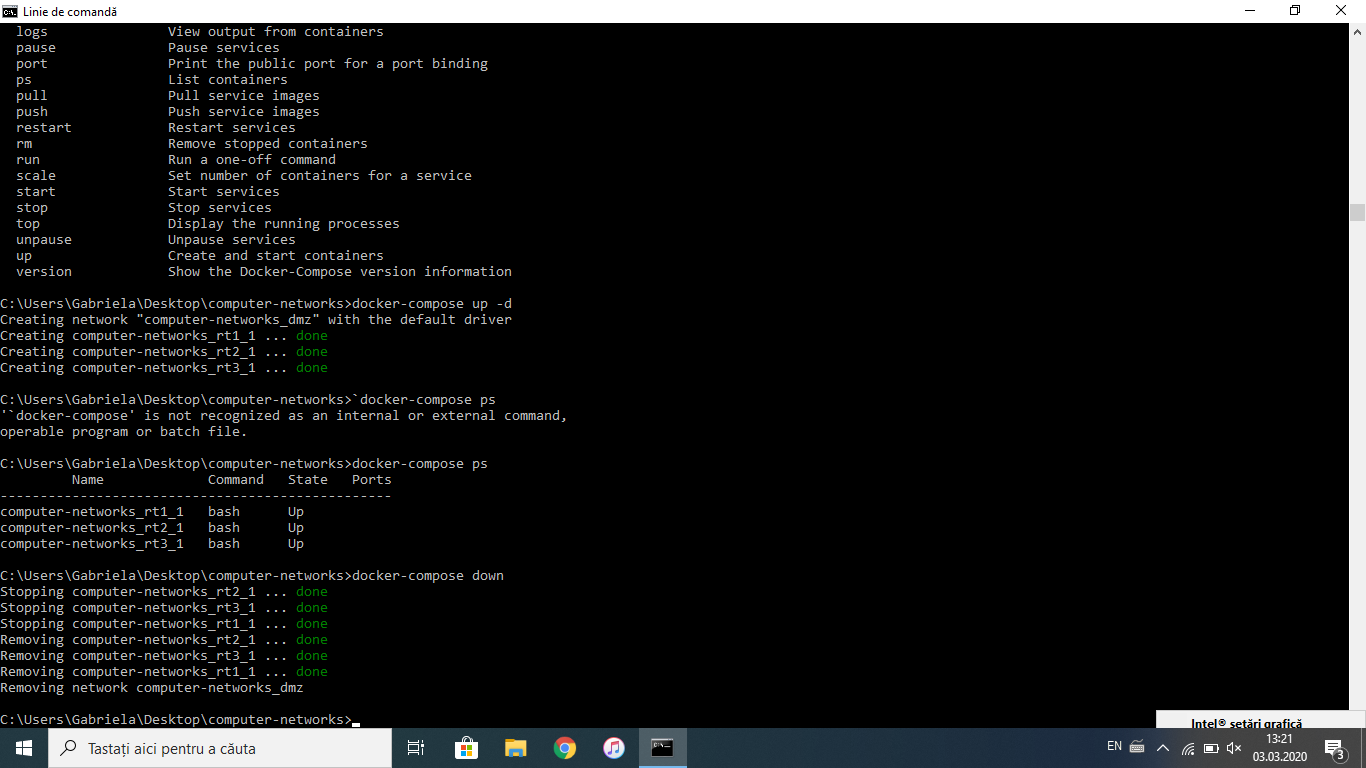 Linie de comandă
logs View output from containers
pause Pause services
port Print the public port for a port binding
ps List containers
pull Pull service images
push Push service images
restart Restart services
rm Remove stopped containers
run Run a one-off command
scale Set number of containers for a service
start Start services
stop Stop services
top Display the running processes
unpause Unpause services
up Create and start containers
version Show the Docker-Compose version information
C:\Users\Gabriela\Desktop\computer-networks>docker-compose up -d
Creating network "computer-networks_dmz" with the default driver
Creating computer-networks_rt1_1 ... done
Creating computer-networks_rt2_1 ... done
Creating computer-networks_rt3_1 ... done
C:\Users\Gabriela\Desktop\computer-networks>`docker-compose ps
'`docker-compose' is not recognized as an internal or external command,
operable program or batch file.
C:\Users\Gabriela\Desktop\computer-networks>docker-compose ps
Name Command State Ports
-------------------------------------------------
computer-networks_rt1_1 bash Up
computer-networks_rt2_1 bash Up
computer-networks_rt3_1 bash Up
C:\Users\Gabriela\Desktop\computer-networks>docker-compose down
Stopping computer-networks_rt2_1 ... done
Stopping computer-networks_rt3_1 ... done
Stopping computer-networks_rt1_1 ... done
Removing computer-networks_rt2_1 ... done
Removing computer-networks_rt3_1 ... done
Removing computer-networks_rt1_1 ... done
Removing network computer-networks_dmz
C:\Users\Gabriela\Desktop\computer-networks>
Intel® setări grafică
Tastați aici pentru a căuta
EN
13:21
03.03.2020
3